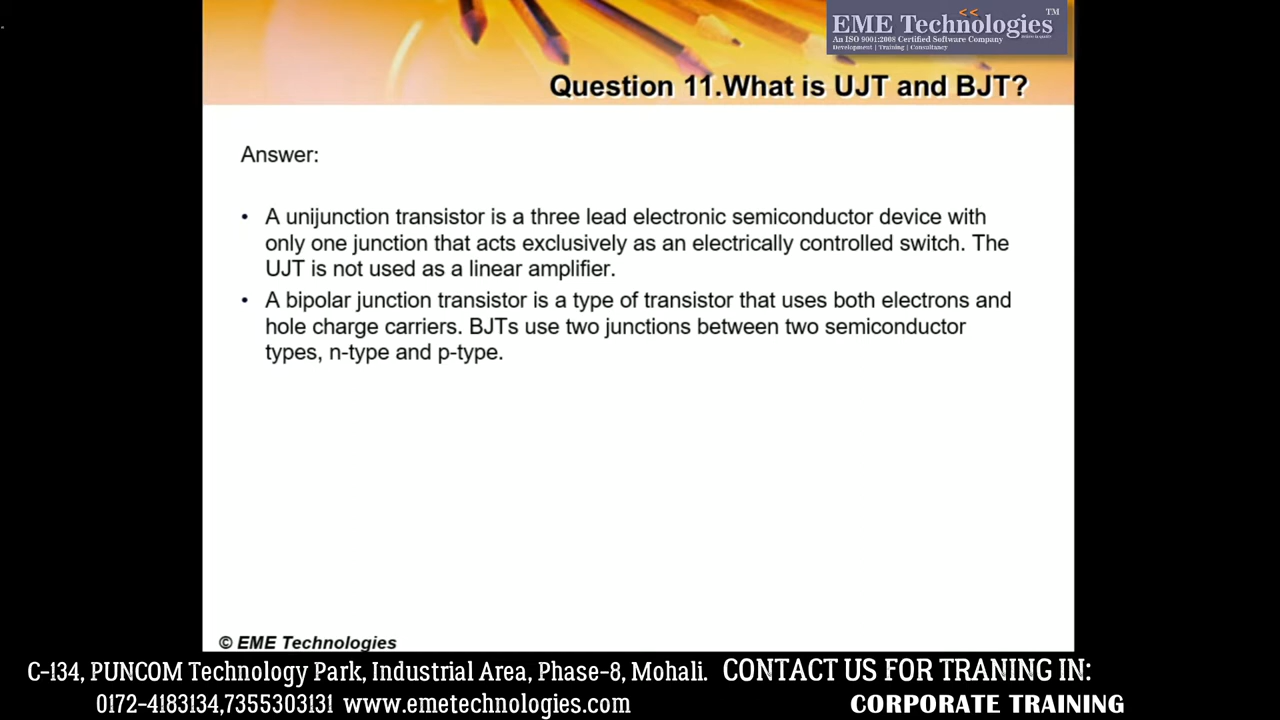 <<
TM
EME Technologies
An ISO 9001:2008 Certified Software Company
Development | Training | Consultancy
Question 11.What is UJT and BJT?
Answer:
• A unijunction transistor is a three lead electronic semiconductor device with
only one junction that acts exclusively as an electrically controlled switch. The
UJT is not used as a linear amplifier.
• A bipolar junction transistor is a type of transistor that uses both electrons and
hole charge carriers. BJTs use two junctions between two semiconductor
types, n-type and p-type.
© EME Technologies
C-134, PUNCOM Technology Park, Industrial Area, Phase-8, Mohali. CONTACT US FOR TRANING IN:
0172-4183134,7355303131 www.emetechnologies.com CORPORATE TRAINING